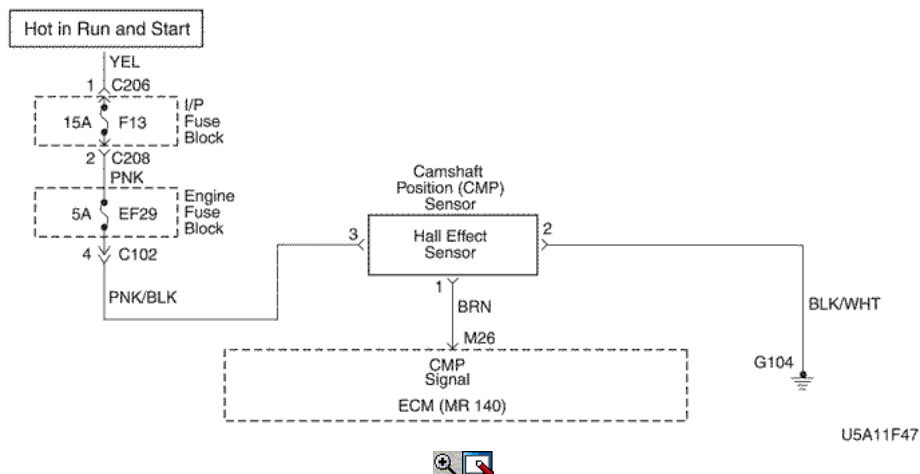 Hot in Run and Start
YEL
1 C206
15A F13
I/P
Fuse
Block
2 C208
PNK
5A EF29
Engine
Fuse
Block
4 C102
PNK/BLK
Camshaft
Position (CMP)
Sensor
3
Hall Effect
Sensor
2
1
BRN
M26
CMP
Signal
ECM (MR 140)
BLK/WHT
G104
U5A11F47